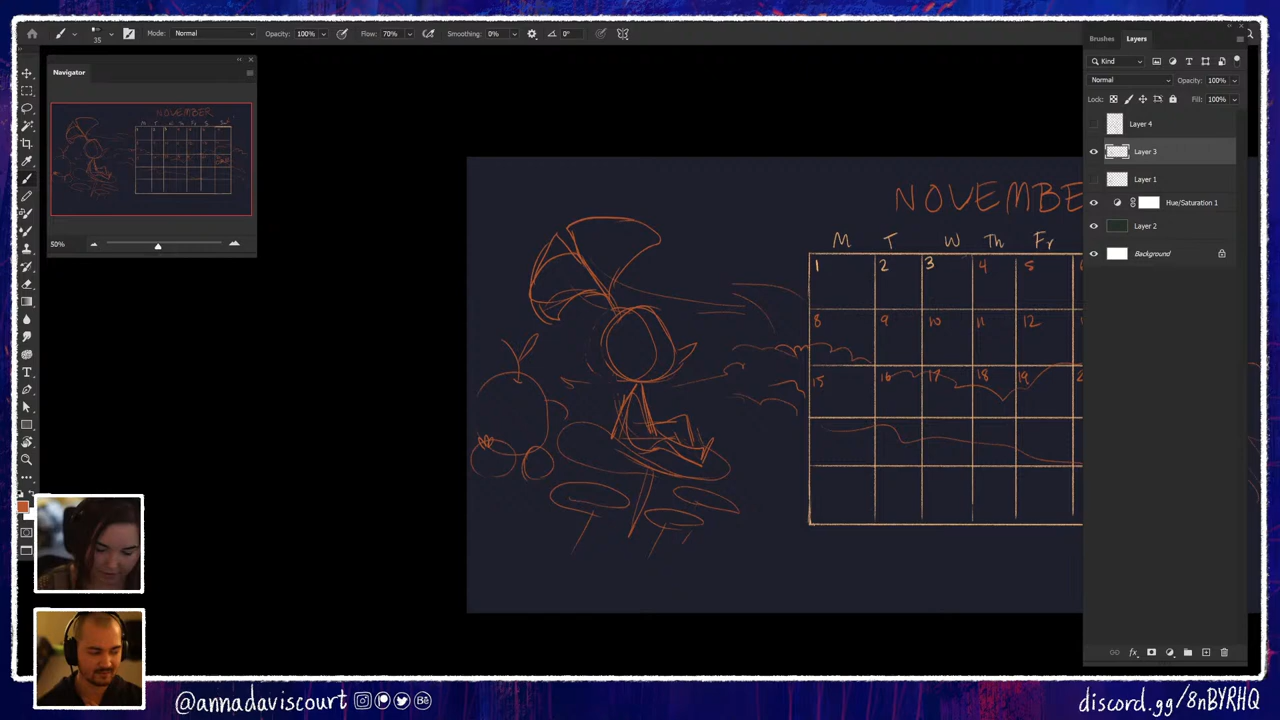 Mode: Normal Opacity: 100% Flow: 70% Smoothing: 0% 0°
35
Navigator
50%
Brushes Layers
Kind
Normal Opacity: 100%
Lock: Fill: 100%
Layer 4
Layer 3
Layer 1
Hue/Saturation 1
Layer 2
Background
NOVEMBE
M T W Th Fr
1 2 3 4 5
8 9 10 11 12
15 16 17 18 19
@annadaviscourt
discord.gg/8nBYRHQ